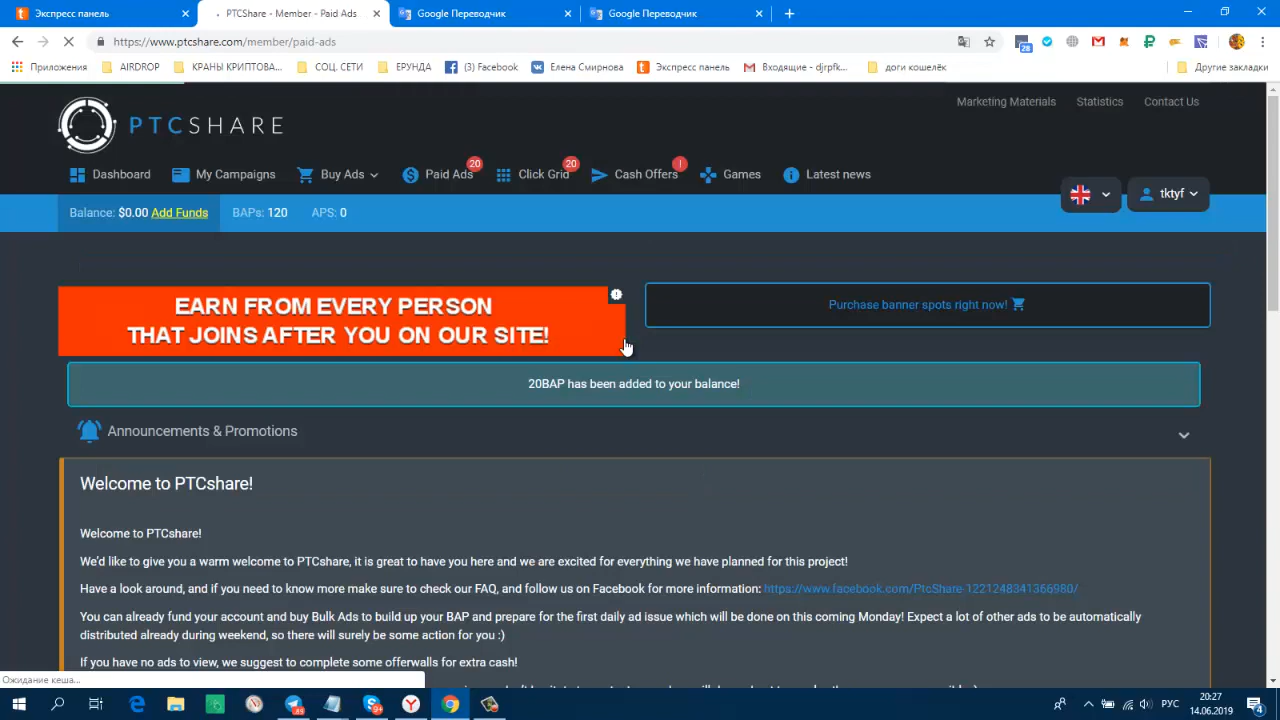 Экспресс панель
PTCShare - Member - Paid Ads
Google Переводчик
Google Переводчик
https://www.ptcshare.com/member/paid-ads
28
Приложения
AIRDROP
КРАНЫ КРИПТОВА...
СОЦ. СЕТИ
ЕРУНДА
(3) Facebook
Елена Смирнова
Экспресс панель
Входящие - djrpfk...
доги кошелёк
Другие закладки
PTCSHARE
Marketing Materials
Statistics
Contact Us
Dashboard
My Campaigns
Buy Ads
Paid Ads
20
Click Grid
20
Cash Offers
!
Games
Latest news
Balance: $0.00 Add Funds
BAPs: 120
APS: 0
tktyf
EARN FROM EVERY PERSON
THAT JOINS AFTER YOU ON OUR SITE!
Purchase banner spots right now!
20BAP has been added to your balance!
Announcements & Promotions
Welcome to PTCshare!
Welcome to PTCshare!
We'd like to give you a warm welcome to PTCshare, it is great to have you here and we are excited for everything we have planned for this project!
Have a look around, and if you need to know more make sure to check our FAQ, and follow us on Facebook for more information: https://www.facebook.com/PtcShare-1221248341366980/
You can already fund your account and buy Bulk Ads to build up your BAP and prepare for the first daily ad issue which will be done on this coming Monday! Expect a lot of other ads to be automatically
distributed already during weekend, so there will surely be some action for you :)
If you have no ads to view, we suggest to complete some offerwalls for extra cash!
Ожидание кеша...
РУС
20:27
14.06.2019
4